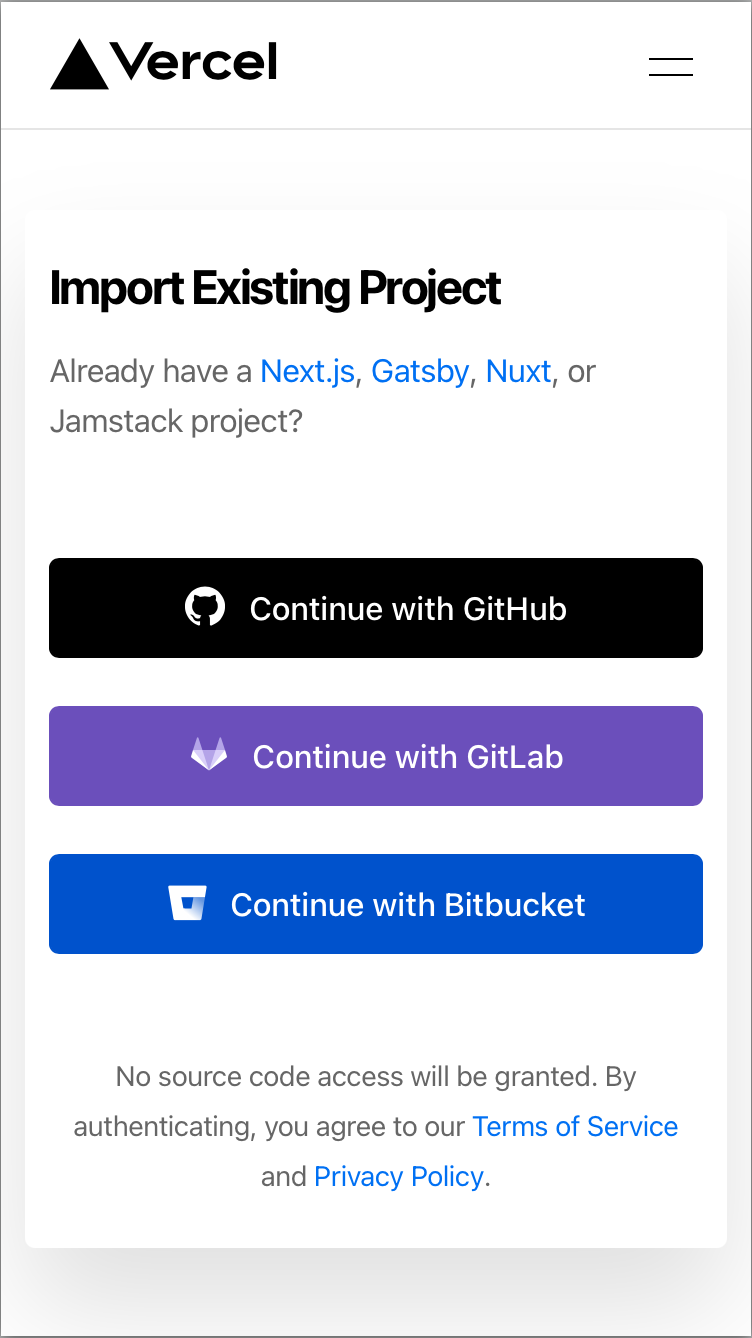 Vercel
Import Existing Project
Already have a Next.js, Gatsby, Nuxt, or
Jamstack project?
Continue with GitHub
Continue with GitLab
Continue with Bitbucket
No source code access will be granted. By
authenticating, you agree to our Terms of Service
and Privacy Policy.